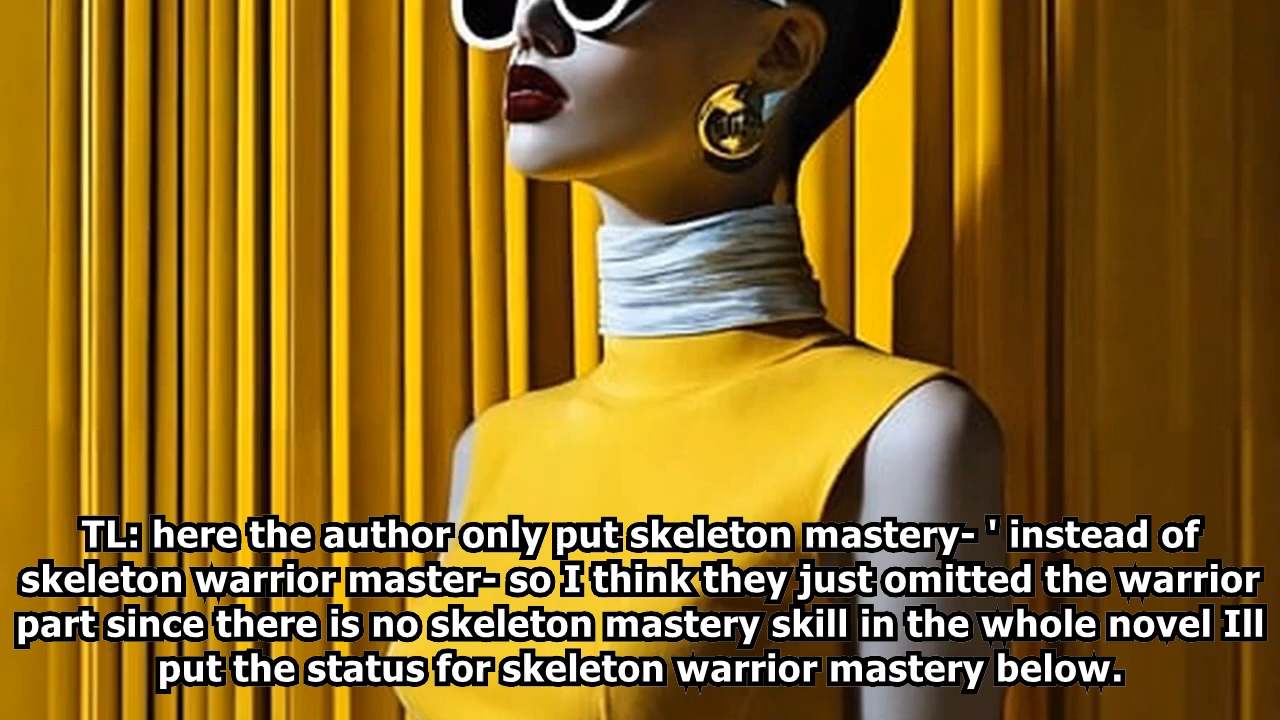 TL: here the author only put skeleton mastery- ' instead of
skeleton warrior master- so I think they just omitted the warrior
part since there is no skeleton mastery skill in the whole novel Ill
put the status for skeleton warrior mastery below.